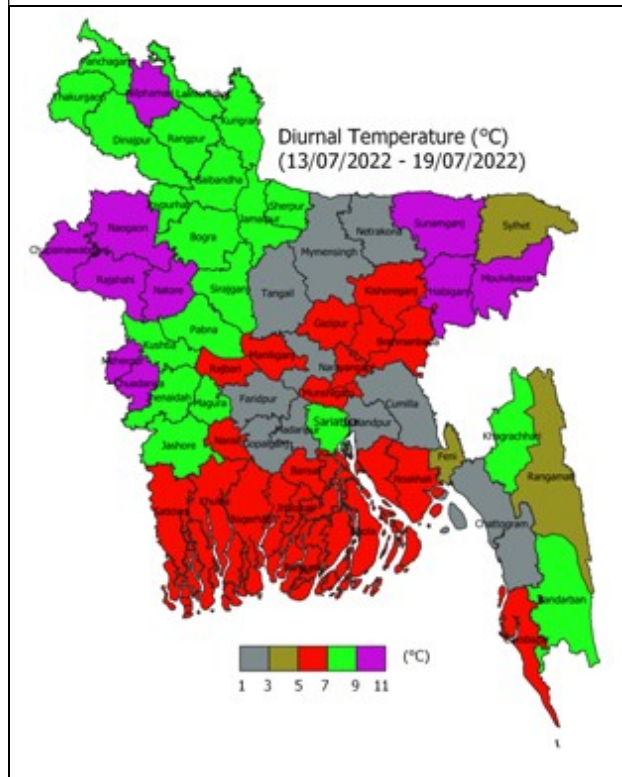 Panchagarh
Nilphamari
Lalmonirhat
Thakurgaon
Kurigram
Dinajpur
Rangpur
Diurnal Temperature (°C)
(13/07/2022 - 19/07/2022)
Gaibandha
Joypurhat
Sherpur
Jamalpur
Naogaon
Bogra
Netrakona
Sunamganj
Sylhet
Mymensingh
Chapainawabganj
Rajshahi
Natore
Sirajganj
Tangail
Habiganj
Moulvibazar
Kishoreganj
Pabna
Gazipur
Brahmanbaria
Kushtia
Meherpur
Manikganj
Rajbari
Narayanganj
Chuadanga
Jhenaidah
Magura
Faridpur
Munshiganj
Cumilla
Sariatpur
Chandpur
Madaripur
Gopalganj
Narail
Jashore
Khagrachhari
Feni
Rangamati
Barisal
Noakhali
Satkhira
Khulna
Bagerhat
Bhola
Chattogram
Bandarban
(°C)
1 3 5 7 9 11